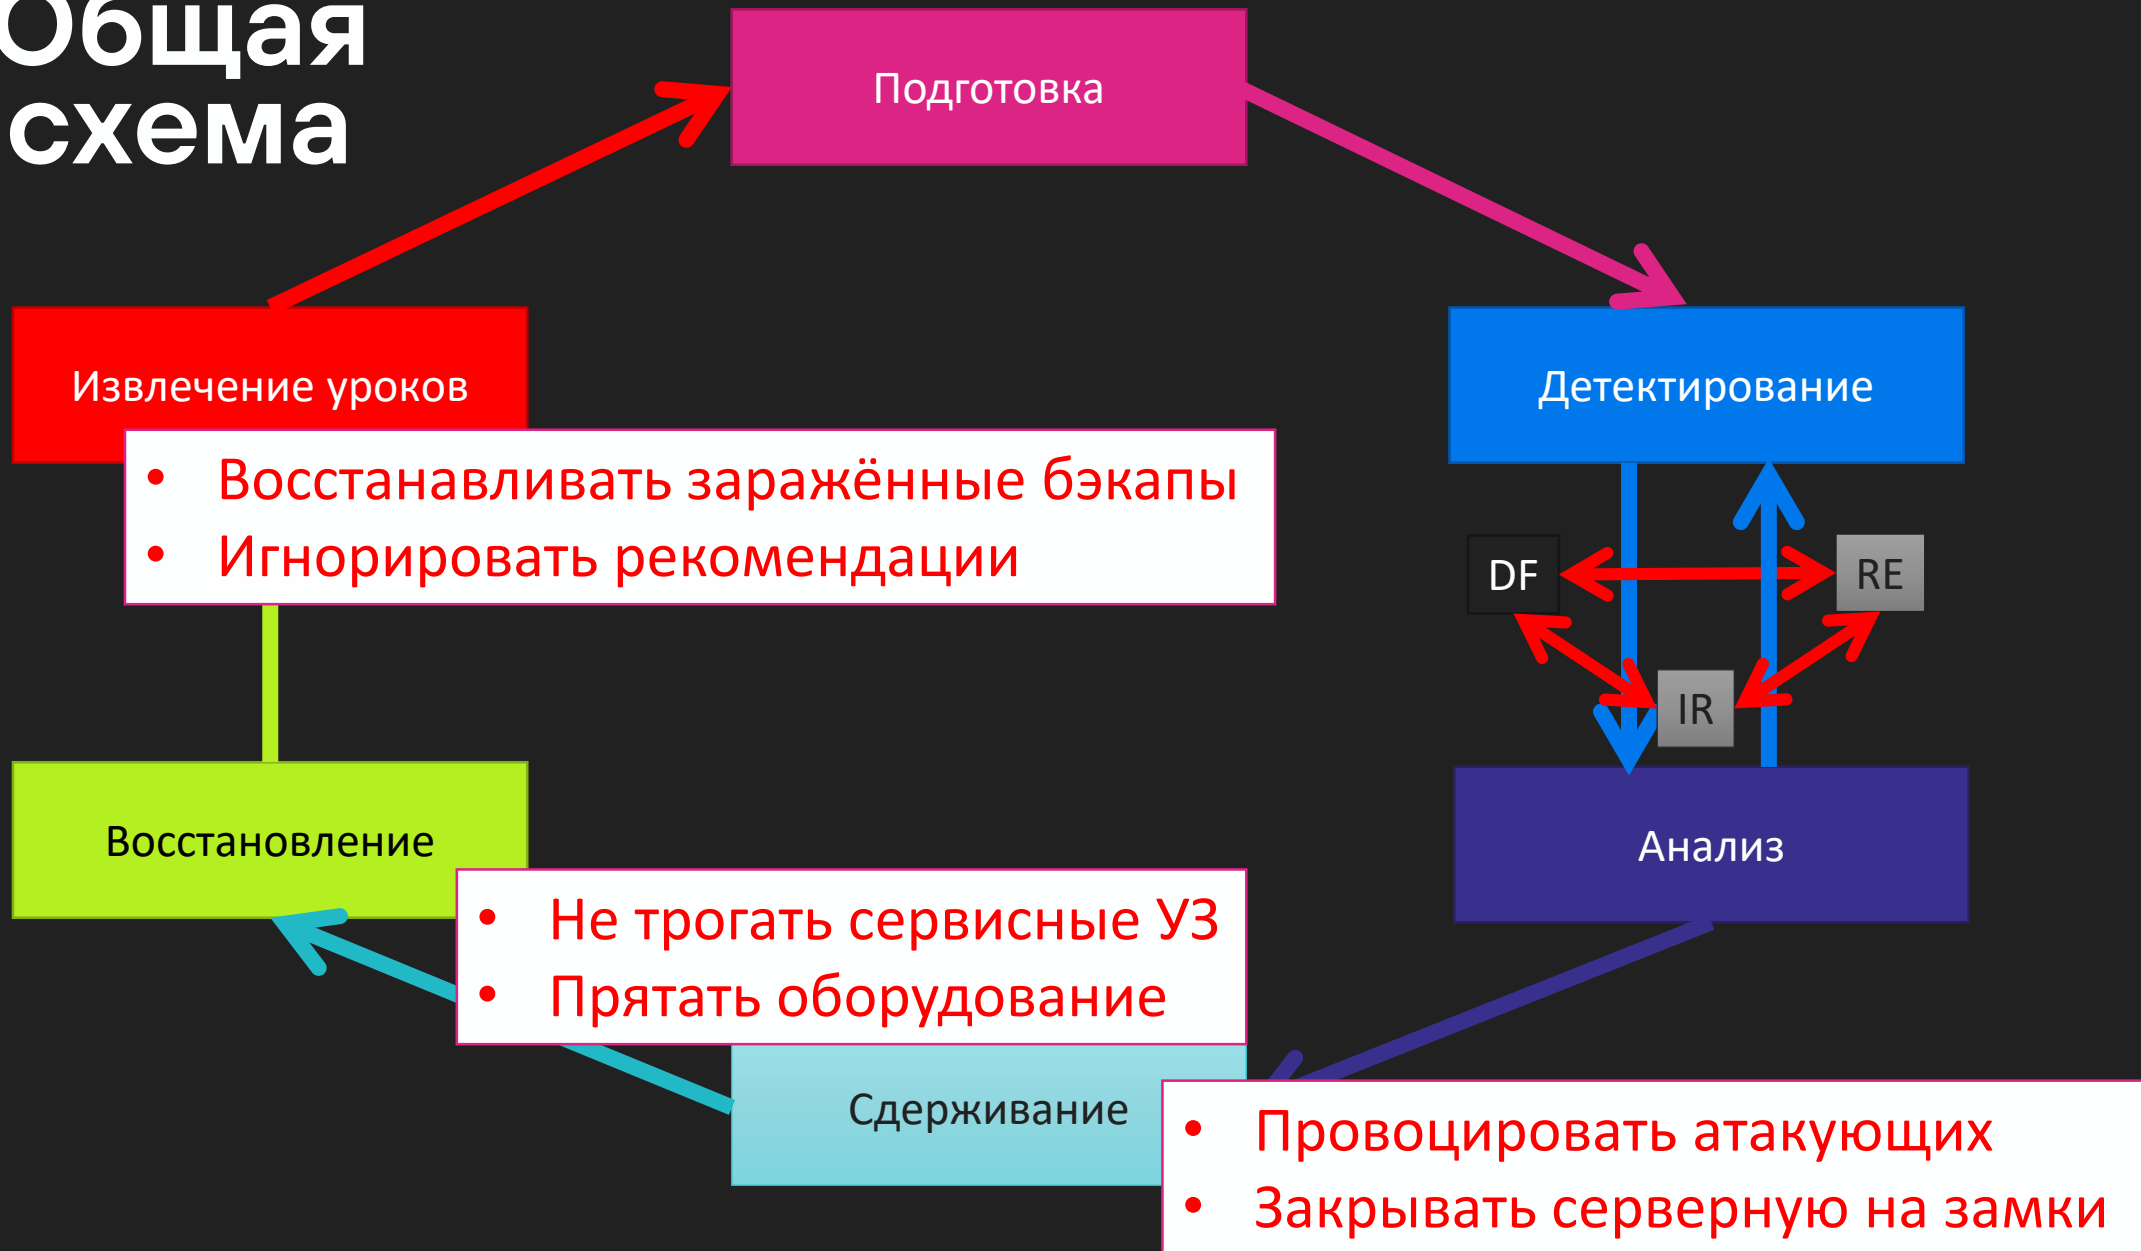 Общая
схема
Подготовка
Извлечение уроков
Детектирование
• Восстанавливать заражённые бэкапы
• Игнорировать рекомендации
DF
RE
IR
Восстановление
Анализ
• Не трогать сервисные УЗ
• Прятать оборудование
Сдерживание
• Провоцировать атакующих
• Закрывать серверную на замки